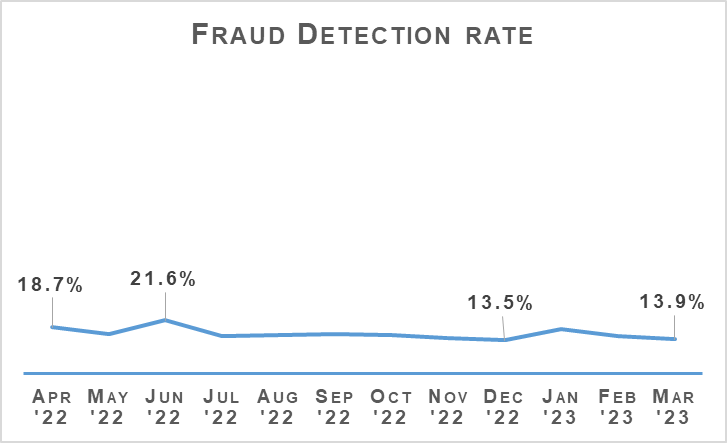 FRAUD DETECTION RATE
18.7%
21.6%
13.5%
13.9%
APR MAY JUN JUL AUG SEP OCT NOV DEC JAN FEB MAR
'22 '22 '22 '22 '22 '22 '22 '22 '22 '23 '23 '23